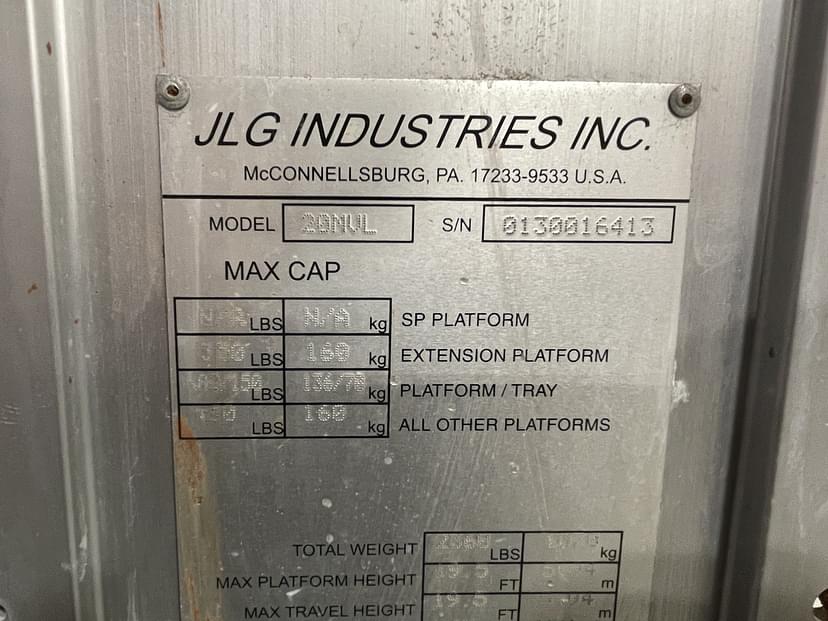 JLG INDUSTRIES INC.
McCONNELLSBURG, PA. 17233-9533 U.S.A.
MODEL 20MVL S/N 0130016413
MAX CAP
N/A LBS N/A kg SP PLATFORM
LBS 160 kg EXTENSION PLATFORM
LBS 136/70 kg PLATFORM / TRAY
LBS 160 kg ALL OTHER PLATFORMS
TOTAL WEIGHT LBS kg
MAX PLATFORM HEIGHT FT m
MAX TRAVEL HEIGHT 19.5 FT m